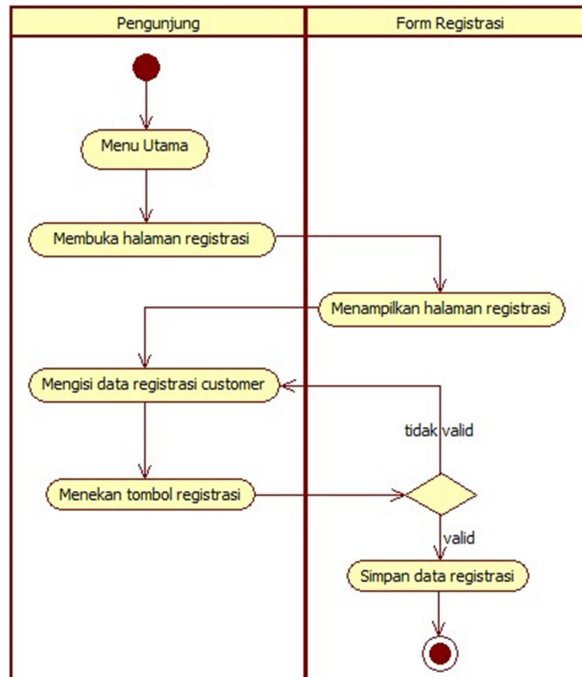 Pengunjung
Form Registrasi
Menu Utama
Membuka halaman registrasi
Menampilkan halaman registrasi
Mengisi data registrasi customer
tidak valid
Menekan tombol registrasi
valid
Simpan data registrasi